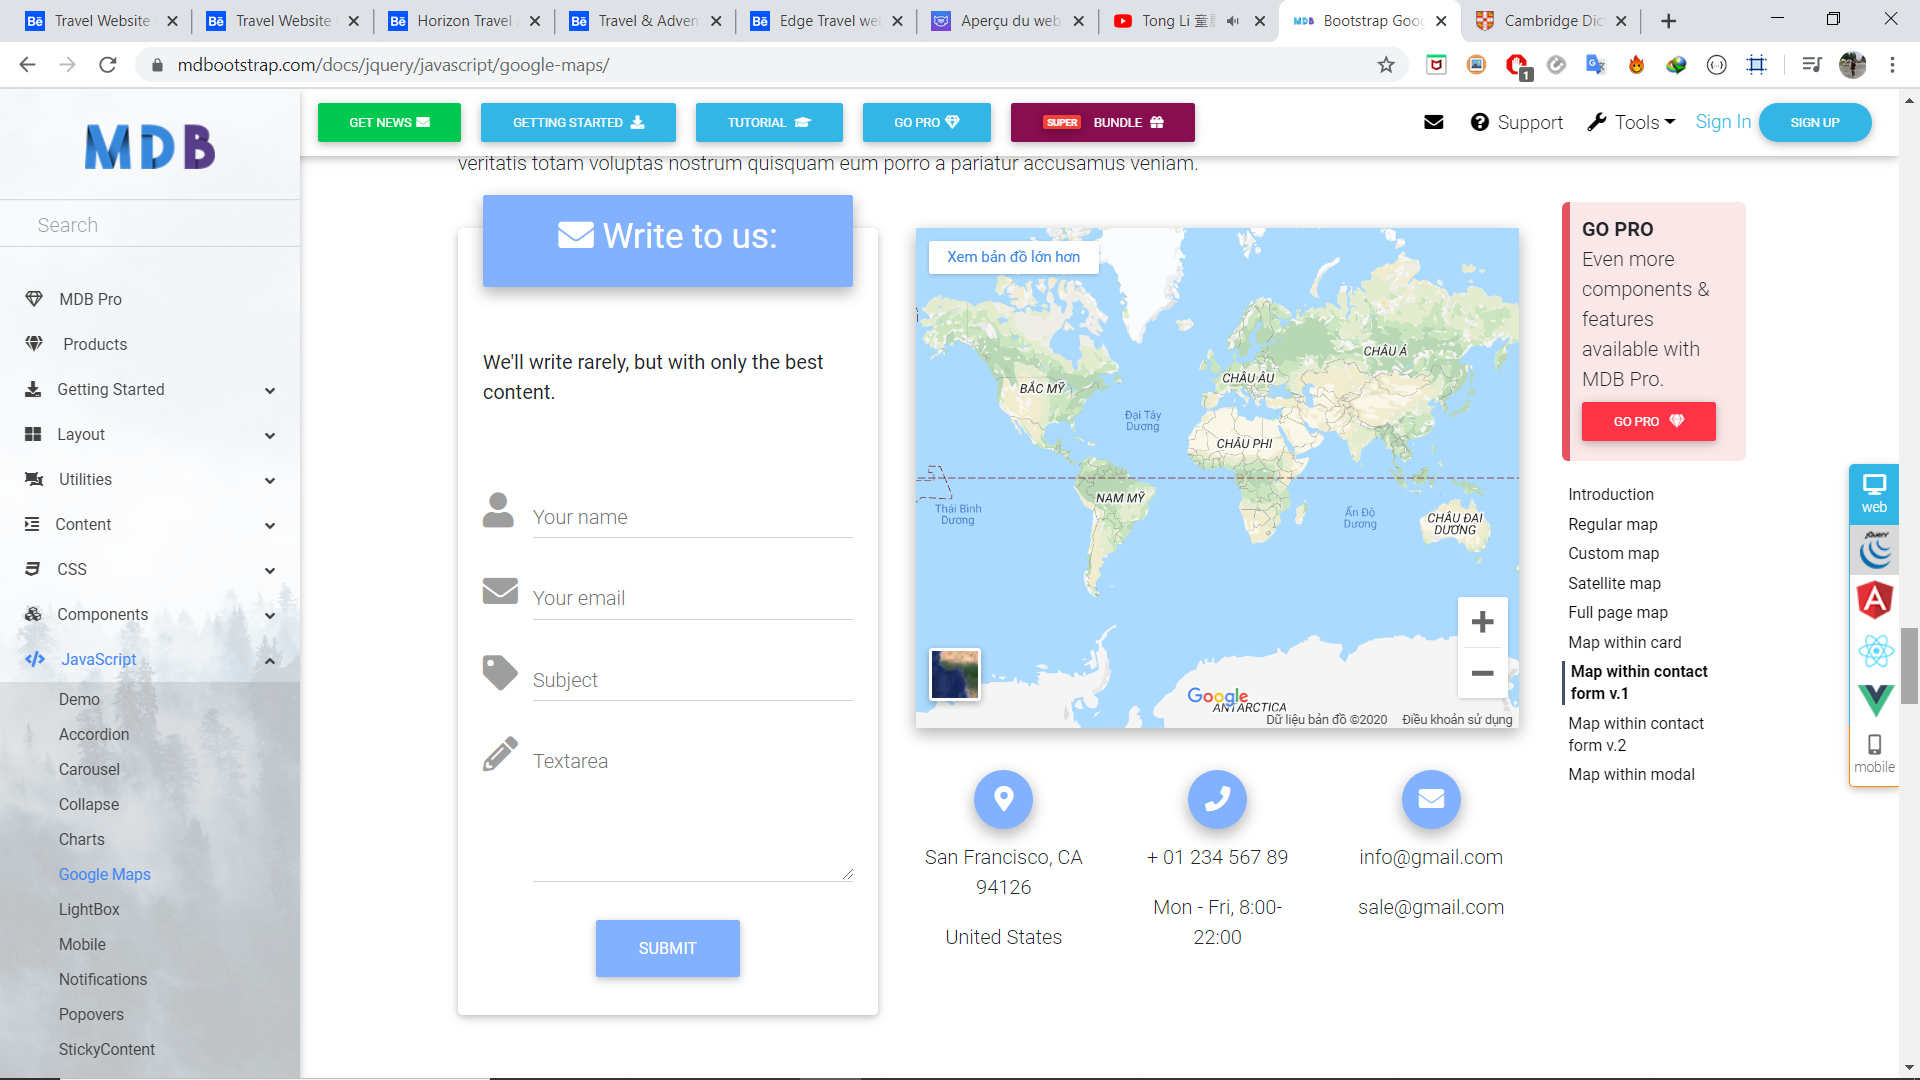 Travel Website
Travel Website
Horizon Travel
Travel & Adven
Edge Travel we
Aperçu du web
Tong Li 童
Bootstrap Goog
Cambridge Dic
mdbootstrap.com/docs/jquery/javascript/google-maps/
1
MDB
GET NEWS
GETTING STARTED
TUTORIAL
GO PRO
SUPER BUNDLE
Support
Tools
Sign In
SIGN UP
Search
MDB Pro
Products
Getting Started
Layout
Utilities
Content
CSS
Components
JavaScript
Demo
Accordion
Carousel
Collapse
Charts
Google Maps
LightBox
Mobile
Notifications
Popovers
StickyContent
veritatis totam voluptas nostrum quisquam eum porro a pariatur accusamus veniam.
Write to us:
We'll write rarely, but with only the best
content.
Your name
Your email
Subject
Textarea
SUBMIT
Xem bản đồ lớn hơn
CHÂU Á
CHÂU ÂU
BẮC MỸ
Đại Tây
Dương
CHÂU PHI
NAM MỸ
Thái Bình
Dương
Ấn Độ
Dương
CHÂU ĐẠI
DƯƠNG
Google
ANTARCTICA
Dữ liệu bản đồ ©2020
Điều khoản sử dụng
San Francisco, CA
94126
United States
+ 01 234 567 89
Mon - Fri, 8:00-
22:00
info@gmail.com
sale@gmail.com
GO PRO
Even more
components &
features
available with
MDB Pro.
GO PRO
Introduction
Regular map
Custom map
Satellite map
Full page map
Map within card
Map within contact
form v.1
Map within contact
form v.2
Map within modal
web
jQuery
mobile